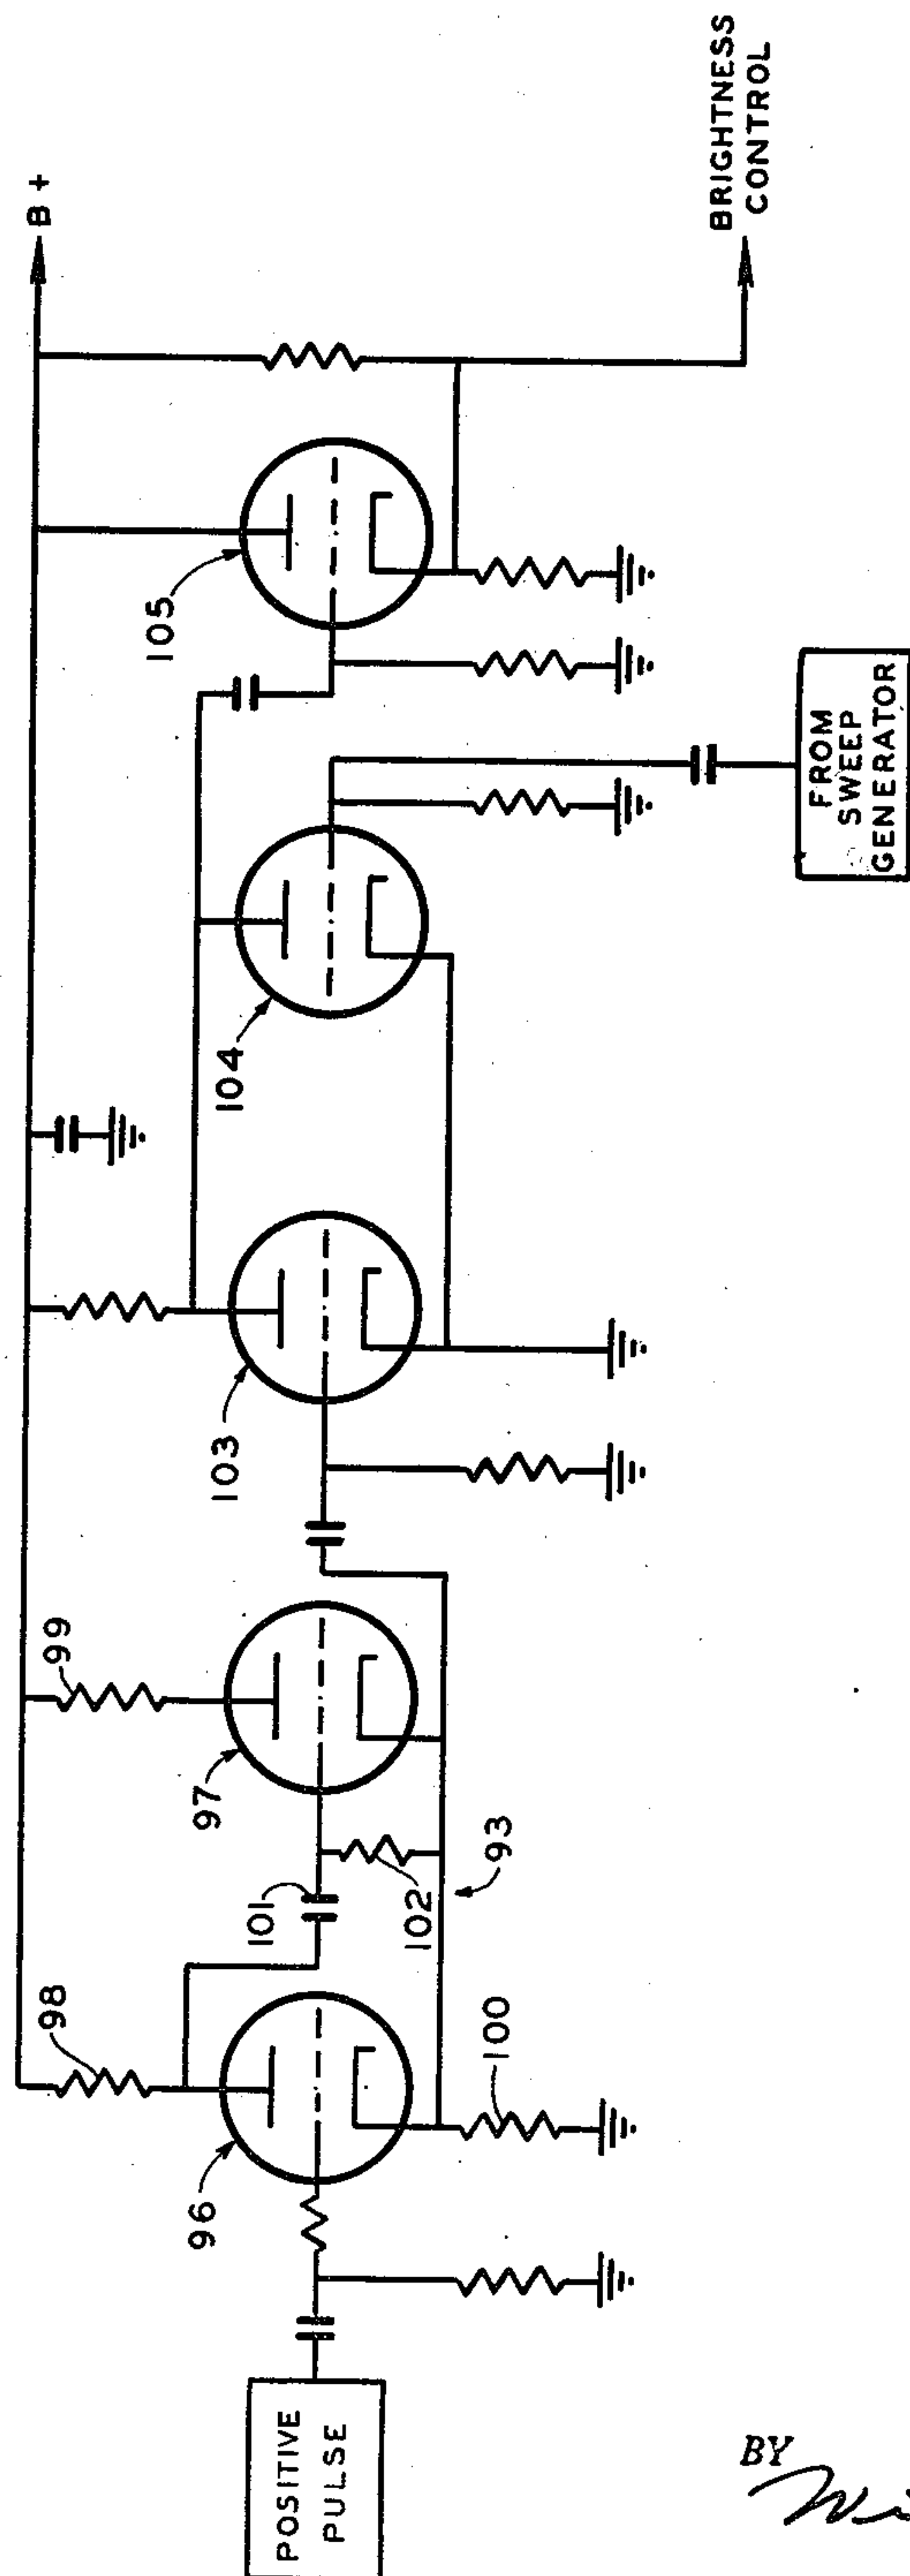 POSITIVE
PULSE
96
98
100
101
102
93
97
99
103
104
105
B +
BRIGHTNESS
CONTROL
FROM
SWEEP
GENERATOR
BY
Wi